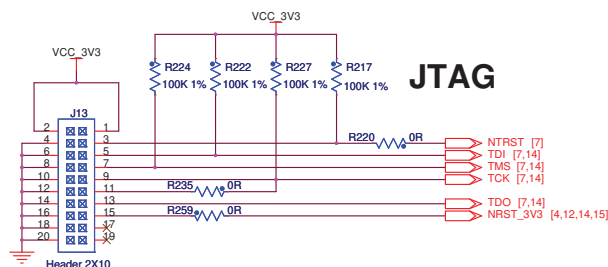 VCC_3V3
VCC_3V3
R224
R222
R227
R217
100K 1%
100K 1%
100K 1%
100K 1%
JTAG
J13
2 1
4 3
6 5
8 7
10 9
12 11
14 13
16 15
18 17
20 19
R220 0R
R235 0R
R259 0R
NTRST [7]
TDI [7,14]
TMS [7,14]
TCK [7,14]
TDO [7,14]
NRST_3V3 [4,12,14,15]
Header 2X10